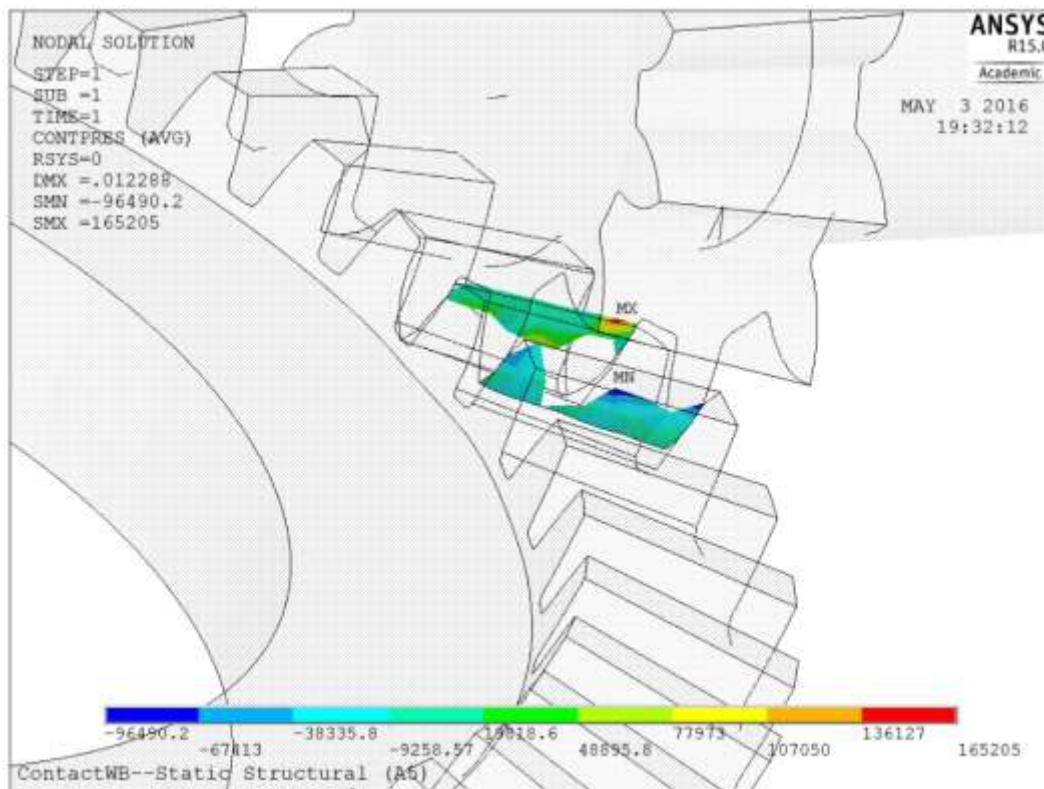 NODAL SOLUTION
STEP=1
SUB =1
TIME=1
CONTPRES (AVG)
RSYS=0
DMX =.012288
SMN =-96490.2
SMX =165205
ANSYS
R15.0
Academic
MAY 3 2016
19:32:12
MX
MN
-96490.2
-67413
-38335.8
-9258.57
19818.6
48895.8
77973
107050
136127
165205
ContactWB--Static Structural (A5)